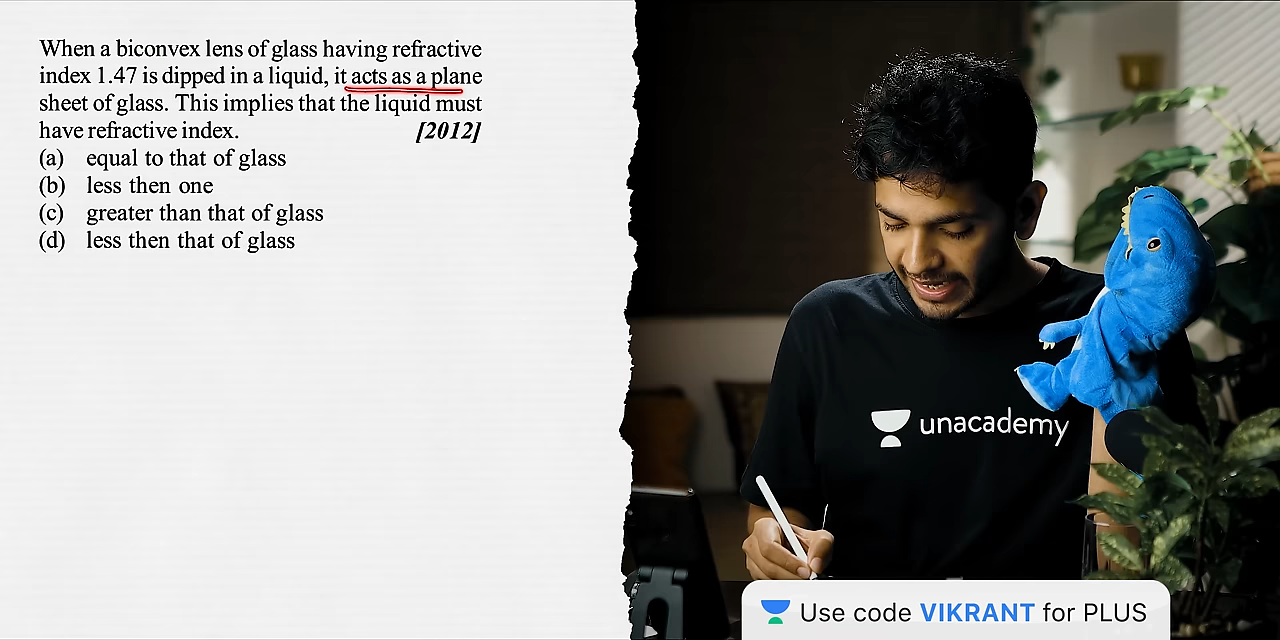 When a biconvex lens of glass having refractive
index 1.47 is dipped in a liquid, it acts as a plane
sheet of glass. This implies that the liquid must
have refractive index. [2012]
(a) equal to that of glass
(b) less then one
(c) greater than that of glass
(d) less then that of glass
unacademy
Use code VIKRANT for PLUS